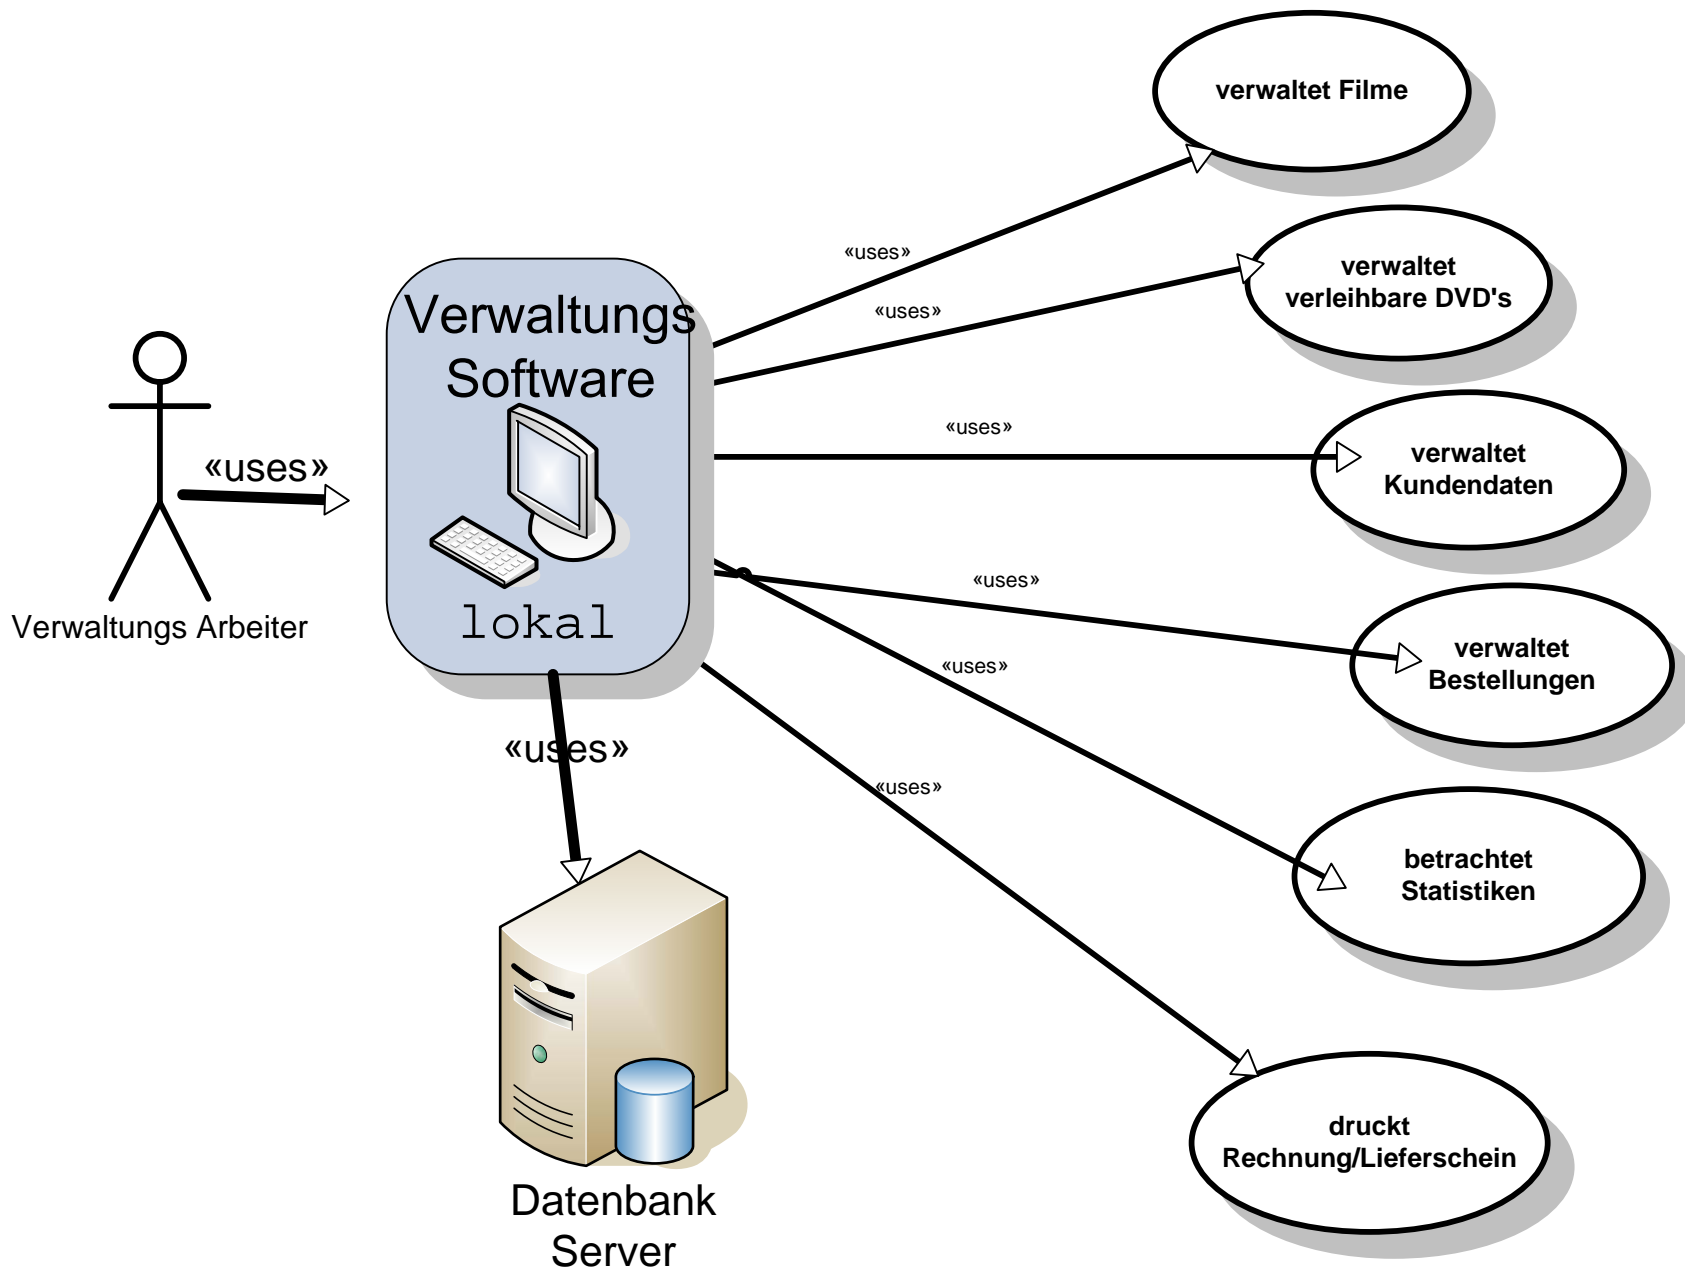 verwaltet Filme
«uses»
verwaltet
verleihbare DVD's
«uses»
Verwaltungs
Software
lokal
«uses»
Verwaltungs Arbeiter
«uses»
verwaltet
Kundendaten
«uses»
verwaltet
Bestellungen
«uses»
betrachtet
Statistiken
«uses»
druckt
Rechnung/Lieferschein
«uses»
Datenbank
Server